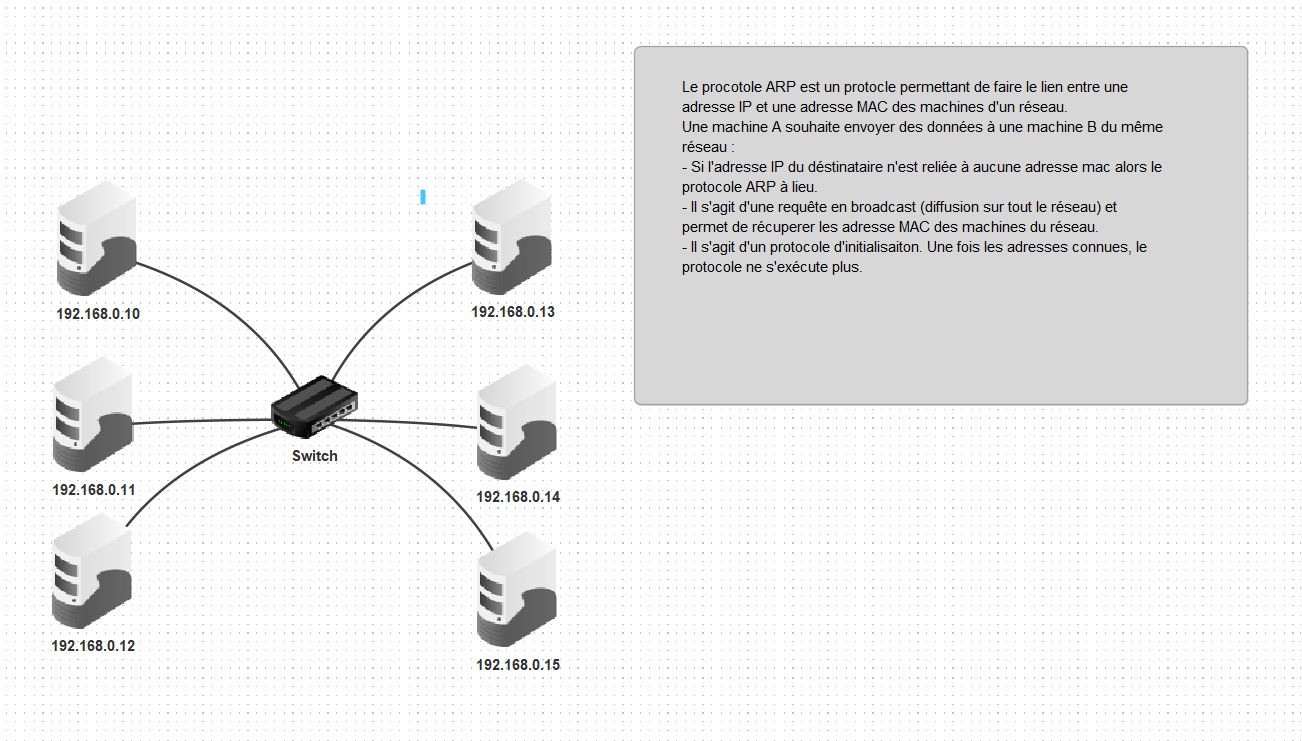 Le procotole ARP est un protocle permettant de faire le lien entre une
adresse IP et une adresse MAC des machines d'un réseau.
Une machine A souhaite envoyer des données à une machine B du même
réseau :
- Si l'adresse IP du déstinataire n'est reliée à aucune adresse mac alors le
protocole ARP à lieu.
- Il s'agit d'une requête en broadcast (diffusion sur tout le réseau) et
permet de récuperer les adresse MAC des machines du réseau.
- Il s'agit d'un protocole d'initialisaiton. Une fois les adresses connues, le
protocole ne s'exécute plus.
192.168.0.10
192.168.0.13
Switch
192.168.0.11
192.168.0.14
192.168.0.12
192.168.0.15